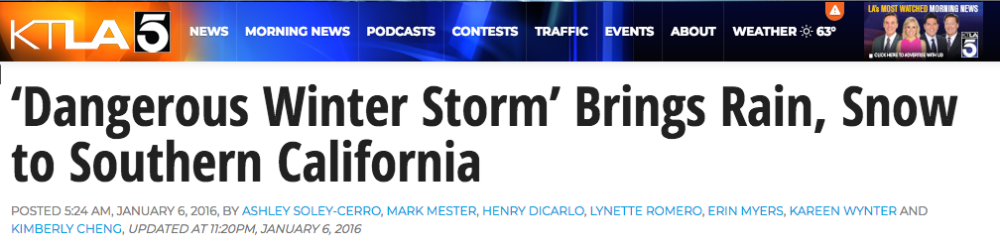 KTLA 5 NEWS MORNING NEWS PODCASTS CONTESTS TRAFFIC EVENTS ABOUT WEATHER 63°
LA's MOST WATCHED MORNING NEWS
KTLA 5
CLICK HERE TO ADVERTISE WITH US
‘Dangerous Winter Storm’ Brings Rain, Snow
to Southern California
POSTED 5:24 AM, JANUARY 6, 2016, BY ASHLEY SOLEY-CERRO, MARK MESTER, HENRY DICARLO, LYNETTE ROMERO, ERIN MYERS, KAREEN WYNTER AND
KIMBERLY CHENG, UPDATED AT 11:20PM, JANUARY 6, 2016